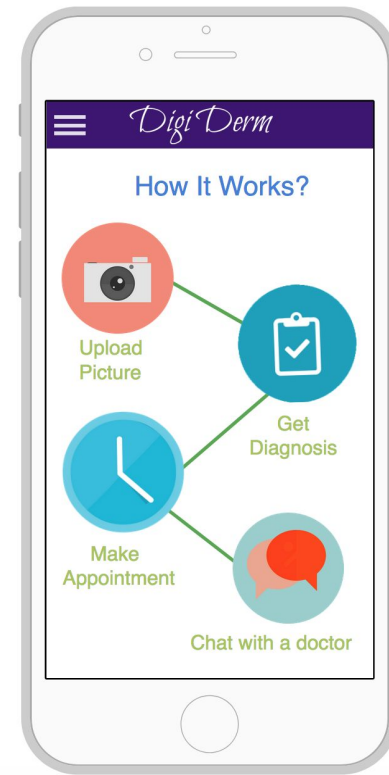 DigiDerm
How It Works?
Upload
Picture
Get
Diagnosis
Make
Appointment
Chat with a doctor